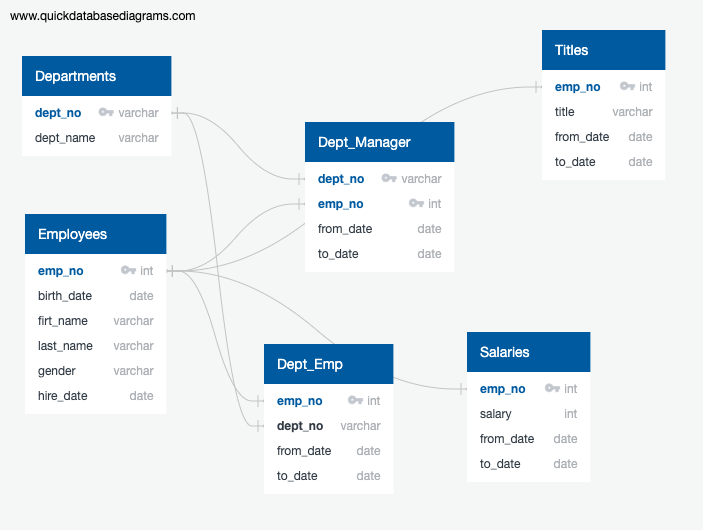 www.quickdatabasediagrams.com
Departments
dept_no varchar
dept_name varchar
Employees
emp_no int
birth_date date
firt_name varchar
last_name varchar
gender varchar
hire_date date
Dept_Manager
dept_no varchar
emp_no int
from_date date
to_date date
Dept_Emp
emp_no int
dept_no varchar
from_date date
to_date date
Titles
emp_no int
title varchar
from_date date
to_date date
Salaries
emp_no int
salary int
from_date date
to_date date